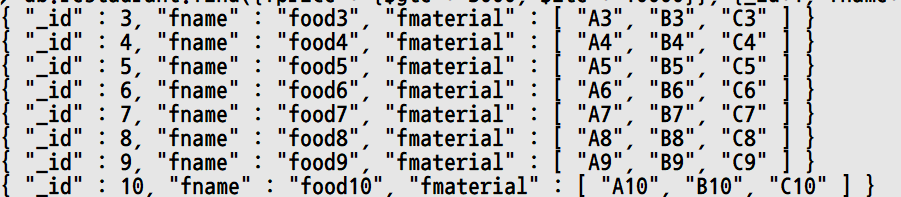 { "_id" : 3, "fname" : "food3", "fmaterial" : [ "A3", "B3", "C3" ] }
{ "_id" : 4, "fname" : "food4", "fmaterial" : [ "A4", "B4", "C4" ] }
{ "_id" : 5, "fname" : "food5", "fmaterial" : [ "A5", "B5", "C5" ] }
{ "_id" : 6, "fname" : "food6", "fmaterial" : [ "A6", "B6", "C6" ] }
{ "_id" : 7, "fname" : "food7", "fmaterial" : [ "A7", "B7", "C7" ] }
{ "_id" : 8, "fname" : "food8", "fmaterial" : [ "A8", "B8", "C8" ] }
{ "_id" : 9, "fname" : "food9", "fmaterial" : [ "A9", "B9", "C9" ] }
{ "_id" : 10, "fname" : "food10", "fmaterial" : [ "A10", "B10", "C10" ] }